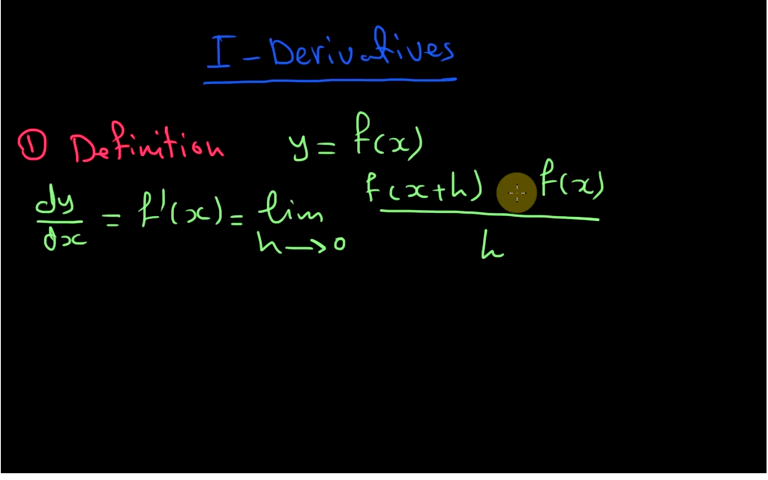 I - Derivatives
① Definition y = f(x)
dy/dx = f'(x) = lim h→0 f(x+h) - f(x) / h